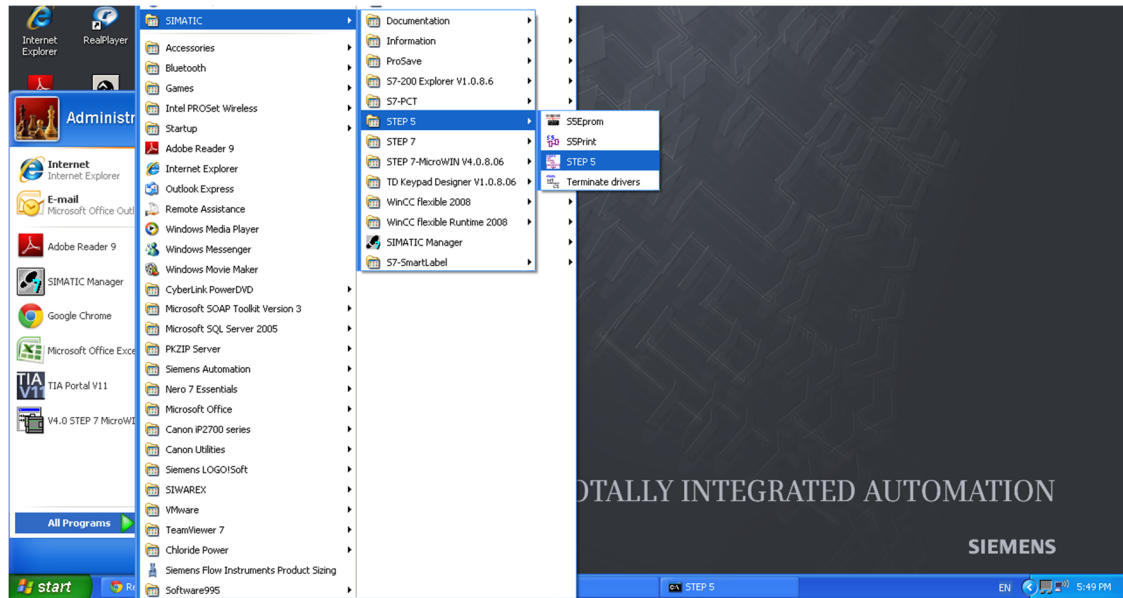 Internet
Explorer
RealPlayer
Administr
Internet
Internet Explorer
E-mail
Microsoft Office Outl
Adobe Reader 9
SIMATIC Manager
Google Chrome
Microsoft Office Exce
TIA
V11
TIA Portal V11
V4.0 STEP 7 MicroWI
All Programs
start
SIMATIC
Accessories
Bluetooth
Games
Intel PROSet Wireless
Startup
Adobe Reader 9
Internet Explorer
Outlook Express
Remote Assistance
Windows Media Player
Windows Messenger
Windows Movie Maker
CyberLink PowerDVD
Microsoft SOAP Toolkit Version 3
Microsoft SQL Server 2005
PKZIP Server
Siemens Automation
Nero 7 Essentials
Microsoft Office
Canon iP2700 series
Canon Utilities
Siemens LOGO!Soft
SIWAREX
VMware
TeamViewer 7
Chloride Power
Siemens Flow Instruments Product Sizing
Software995
Documentation
Information
ProSave
S7-200 Explorer V1.0.8.6
S7-PCT
STEP 5
STEP 7
STEP 7-MicroWIN V4.0.8.06
TD Keypad Designer V1.0.8.06
WinCC flexible 2008
WinCC flexible Runtime 2008
SIMATIC Manager
S7-SmartLabel
S5Eprom
S5Print
STEP 5
Terminate drivers
OTALLY INTEGRATED AUTOMATION
SIEMENS
Re
STEP 5
EN
5:49 PM